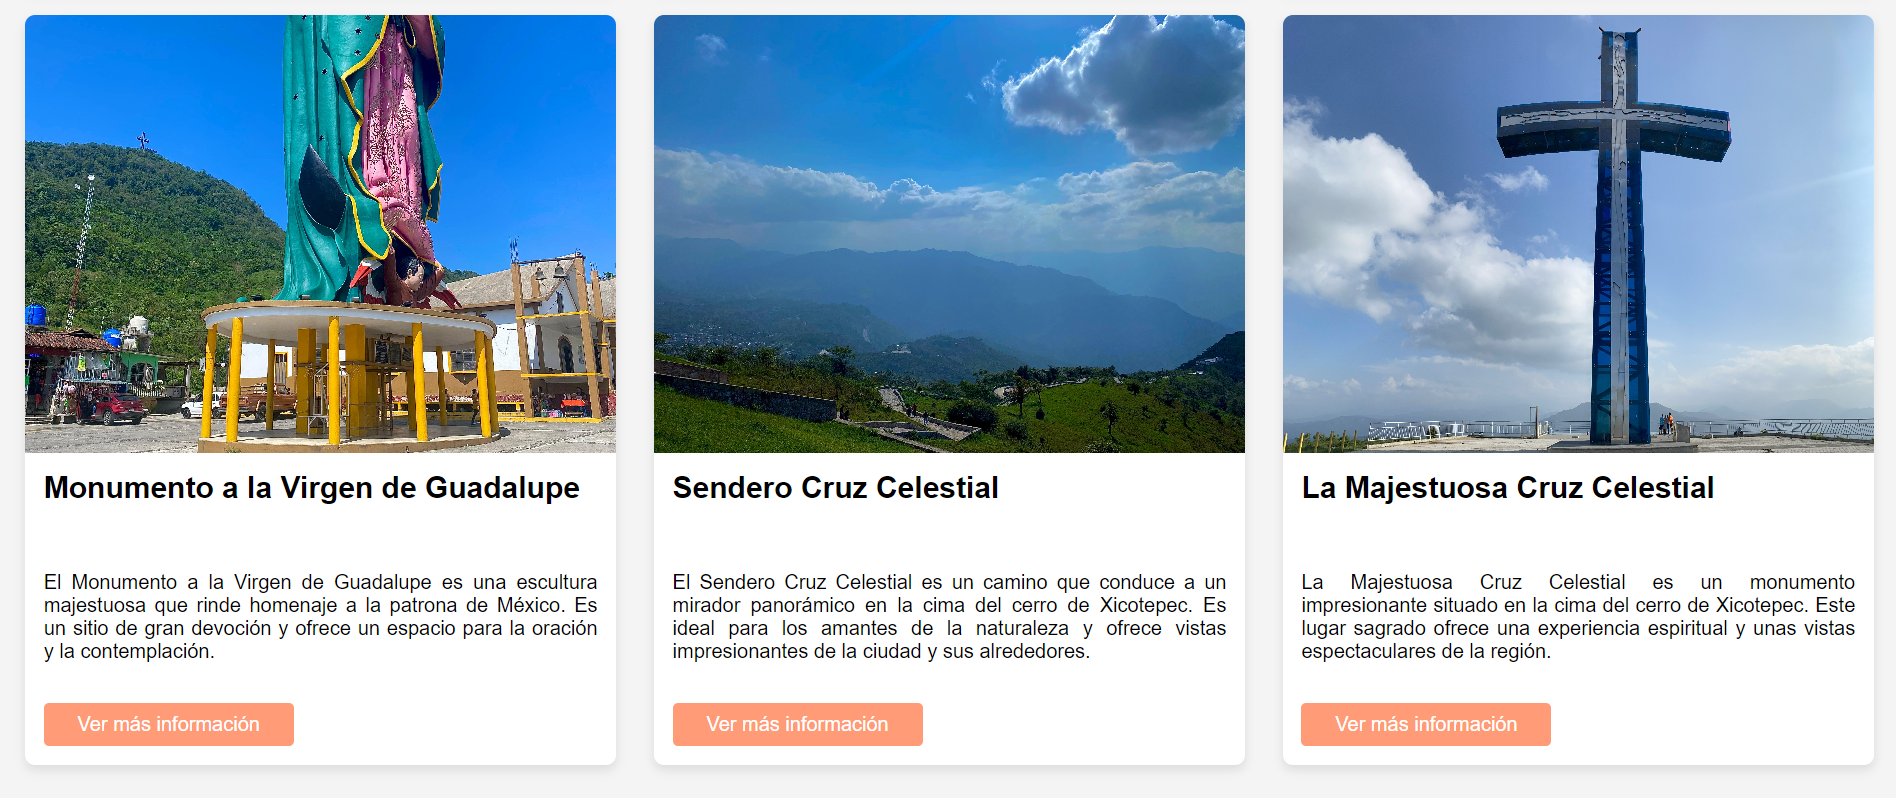 Monumento a la Virgen de Guadalupe
El Monumento a la Virgen de Guadalupe es una escultura
majestuosa que rinde homenaje a la patrona de México. Es
un sitio de gran devoción y ofrece un espacio para la oración
y la contemplación.
Ver más información
Sendero Cruz Celestial
El Sendero Cruz Celestial es un camino que conduce a un
mirador panorámico en la cima del cerro de Xicotepec. Es
ideal para los amantes de la naturaleza y ofrece vistas
impresionantes de la ciudad y sus alrededores.
Ver más información
La Majestuosa Cruz Celestial
La Majestuosa Cruz Celestial es un monumento
impresionante situado en la cima del cerro de Xicotepec. Este
lugar sagrado ofrece una experiencia espiritual y unas vistas
espectaculares de la región.
Ver más información